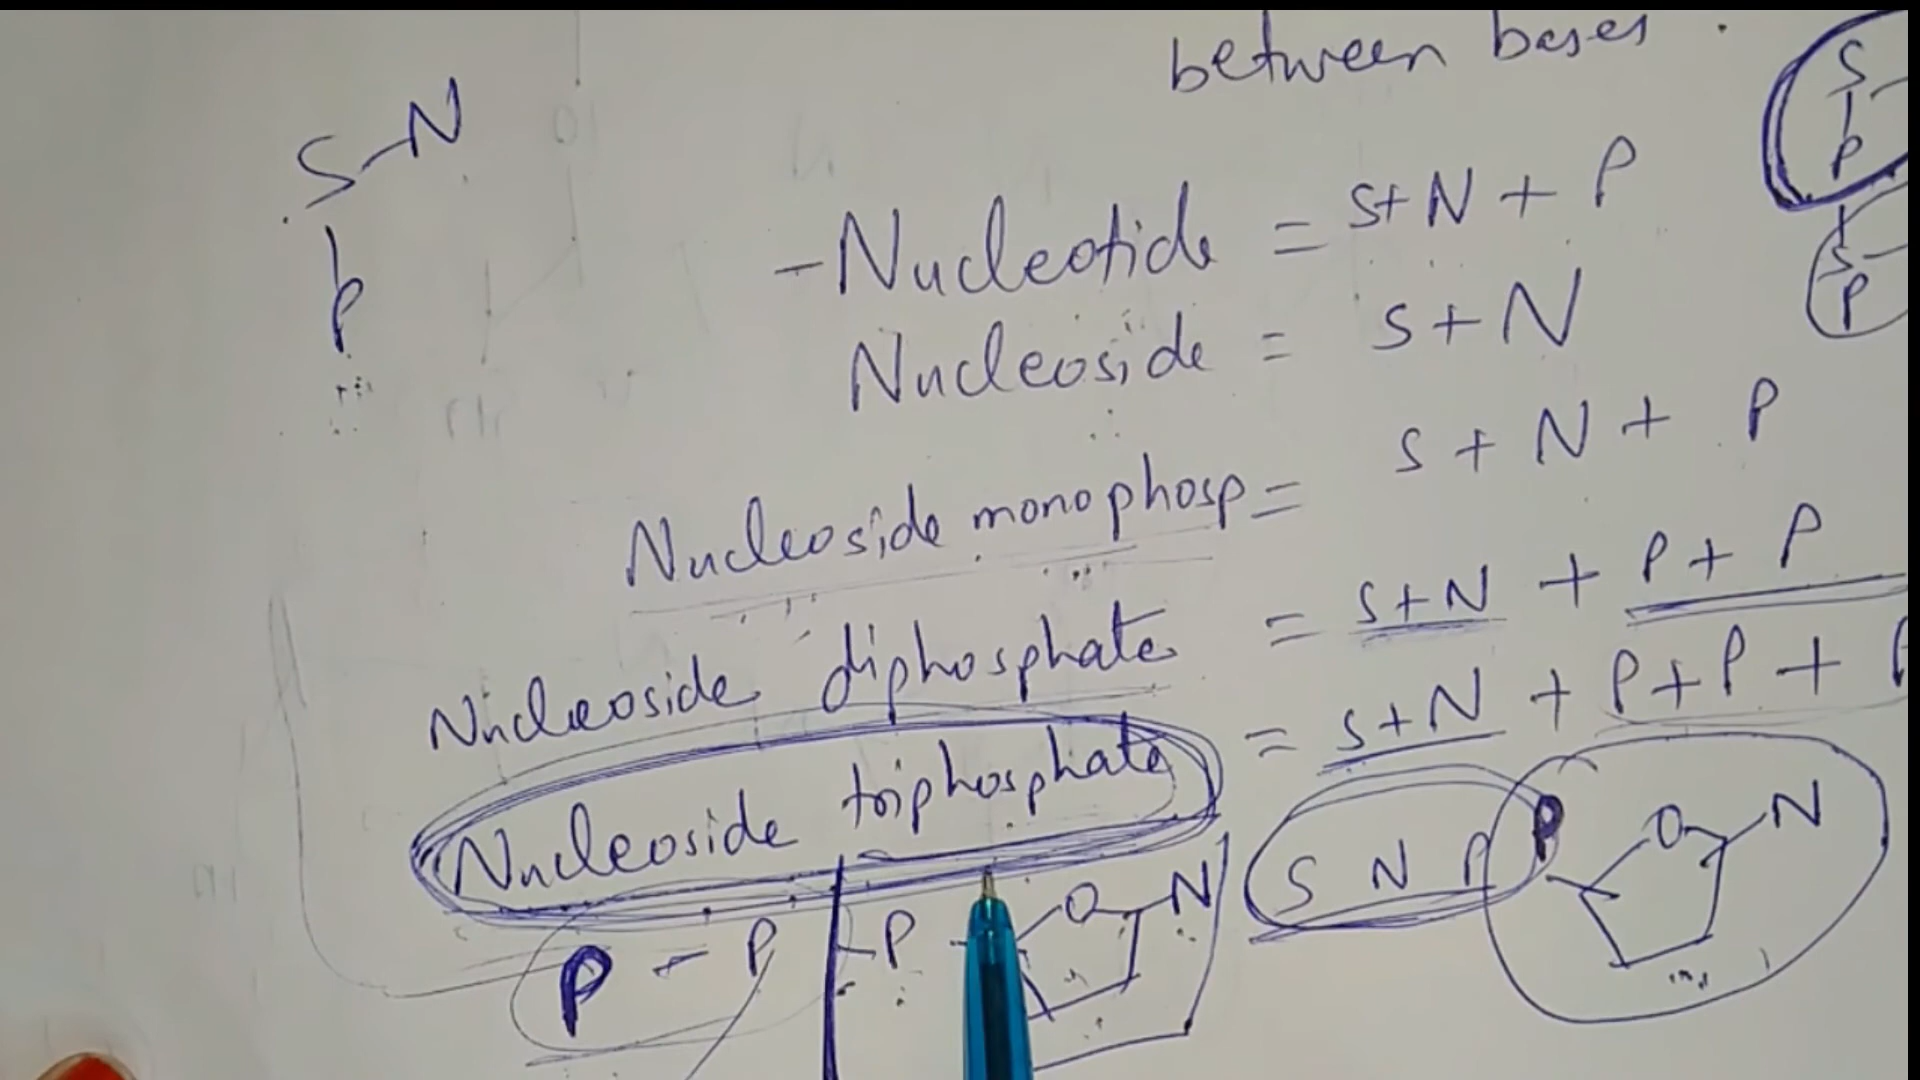 between bases.
S-N
P
S
P
S
P
-Nucleotide = S+N+P
Nucleoside = S+N
Nucleoside monophosp = S+N+P
Nucleoside diphosphate = S+N+P+P
Nucleoside triphosphate = S+N+P+P+P
S N P
P
O N
P-P-P
O N